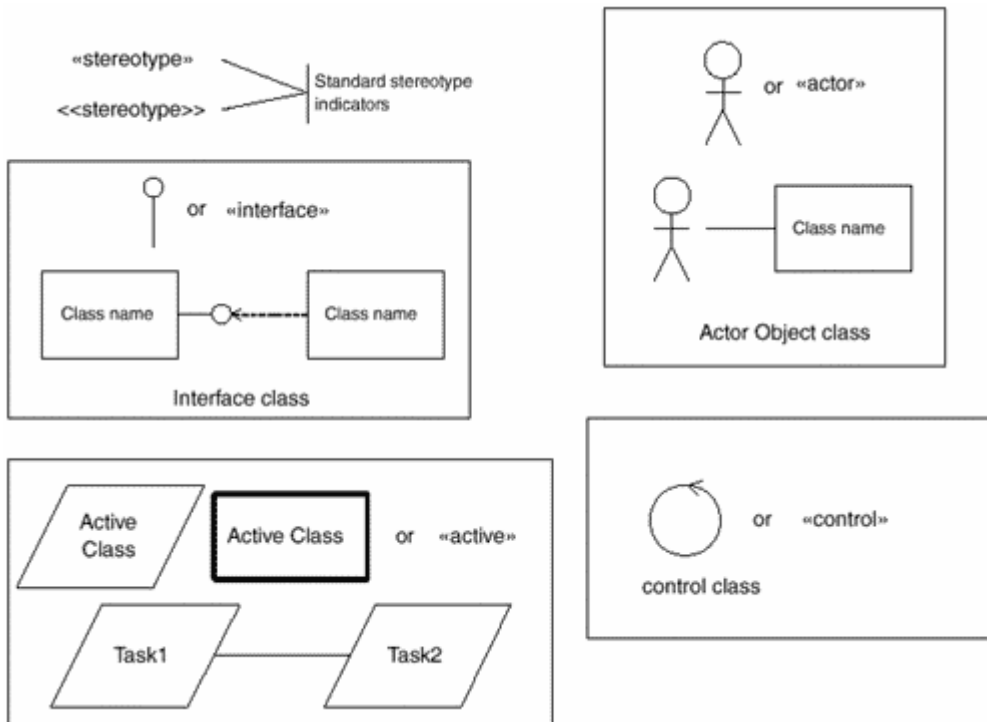 «stereotype»
<<stereotype>>
Standard stereotype
indicators
or «actor»
Class name
Actor Object class
or «interface»
Class name
Class name
Interface class
Active
Class
Active Class
or «active»
Task1
Task2
or «control»
control class